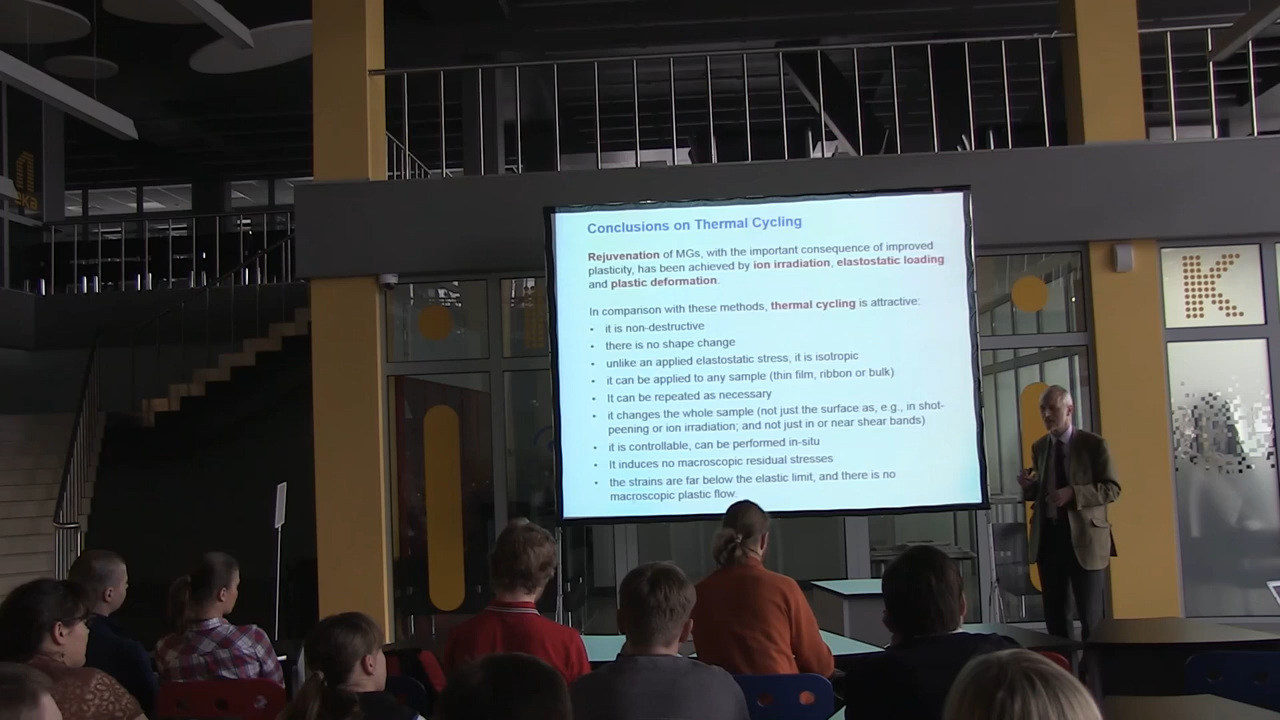 Conclusions on Thermal Cycling
Rejuvenation of MGs, with the important consequence of improved
plasticity, has been achieved by ion irradiation, elastostatic loading
and plastic deformation.
In comparison with these methods, thermal cycling is attractive:
• it is non-destructive
• there is no shape change
• unlike an applied elastostatic stress, it is isotropic
• it can be applied to any sample (thin film, ribbon or bulk)
• It can be repeated as necessary
• it changes the whole sample (not just the surface as, e.g., in shot-
peening or ion irradiation; and not just in or near shear bands)
• it is controllable, can be performed in-situ
• It induces no macroscopic residual stresses
• the strains are far below the elastic limit, and there is no
macroscopic plastic flow.
K